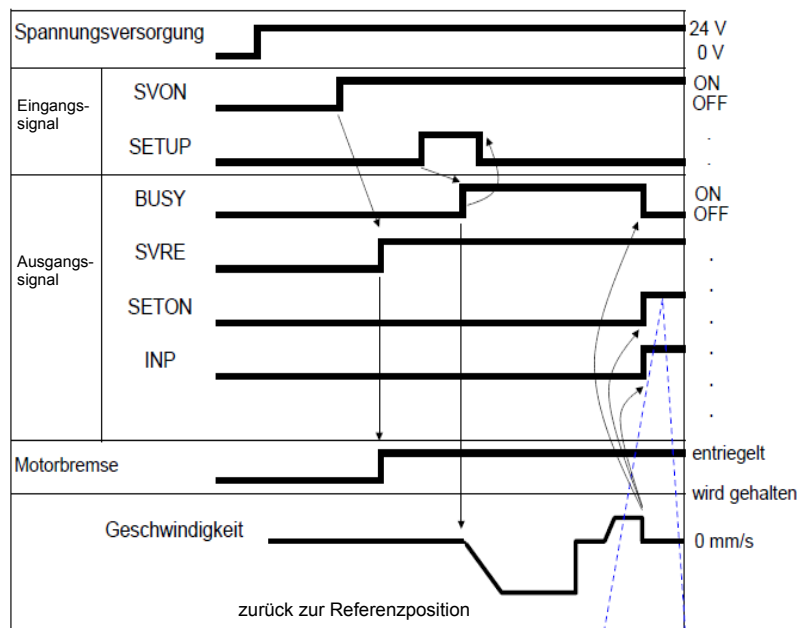 Spannungsversorgung
24 V
0 V
Eingangs-
signal
SVON
ON
OFF
SETUP
.
.
Ausgangs-
signal
BUSY
ON
OFF
SVRE
.
.
SETON
.
.
INP
.
.
.
Motorbremse
entriegelt
wird gehalten
Geschwindigkeit
0 mm/s
zurück zur Referenzposition